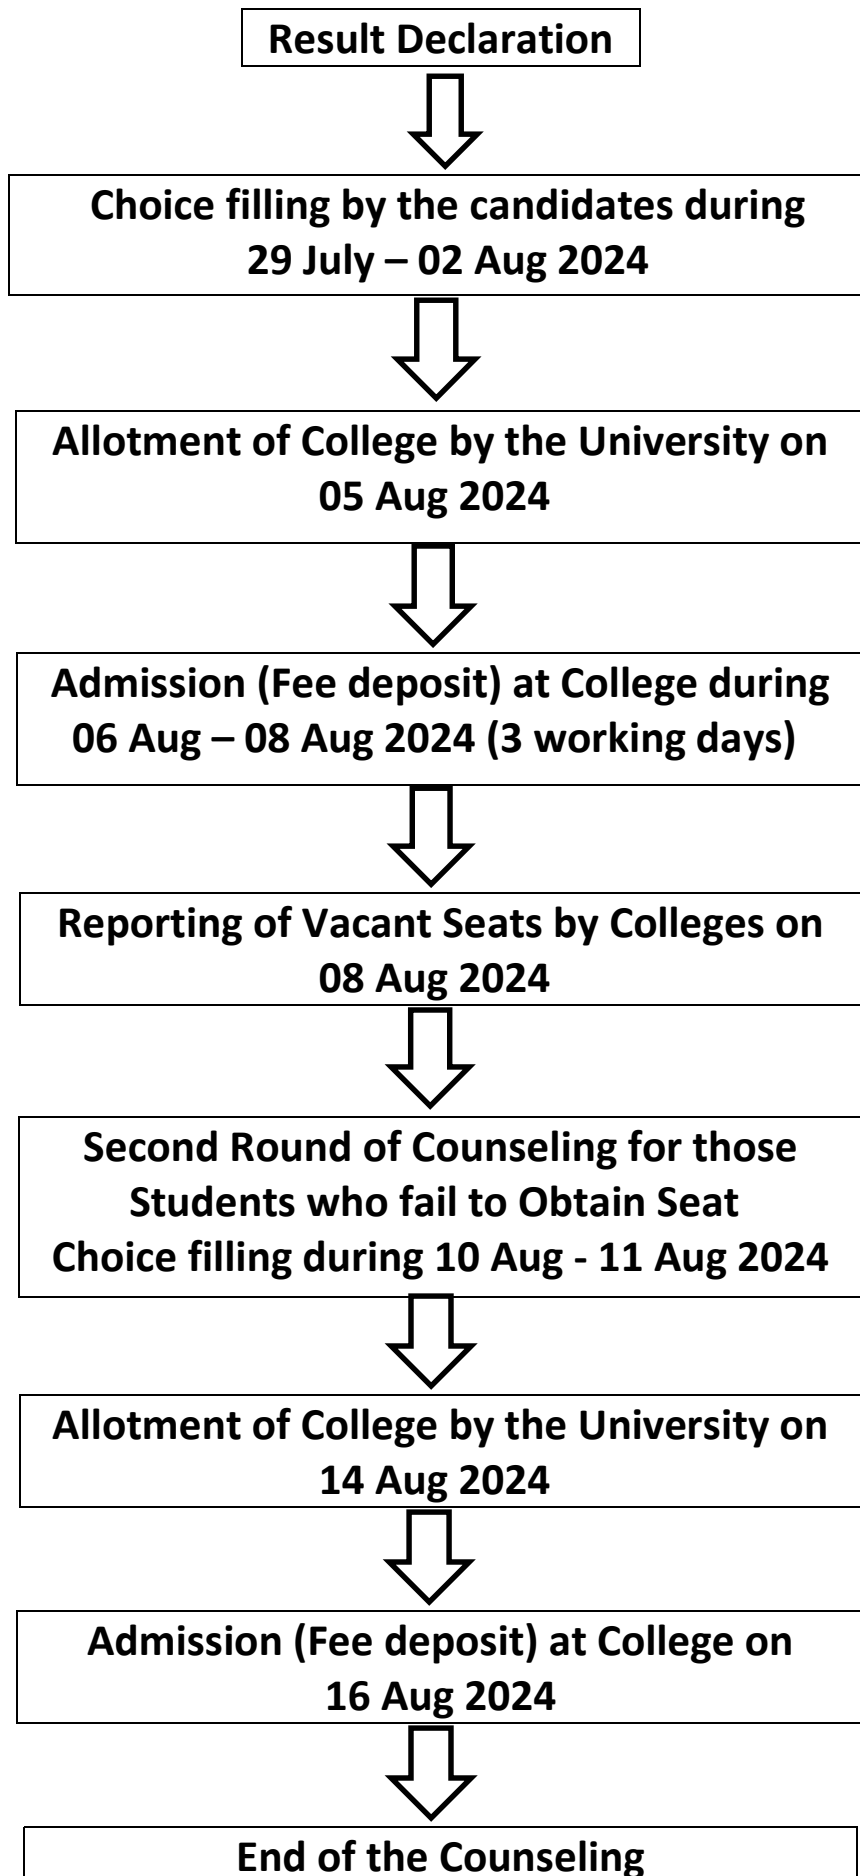 Result Declaration
Choice filling by the candidates during
29 July – 02 Aug 2024
Allotment of College by the University on
05 Aug 2024
Admission (Fee deposit) at College during
06 Aug – 08 Aug 2024 (3 working days)
Reporting of Vacant Seats by Colleges on
08 Aug 2024
Second Round of Counseling for those
Students who fail to Obtain Seat
Choice filling during 10 Aug - 11 Aug 2024
Allotment of College by the University on
14 Aug 2024
Admission (Fee deposit) at College on
16 Aug 2024
End of the Counseling